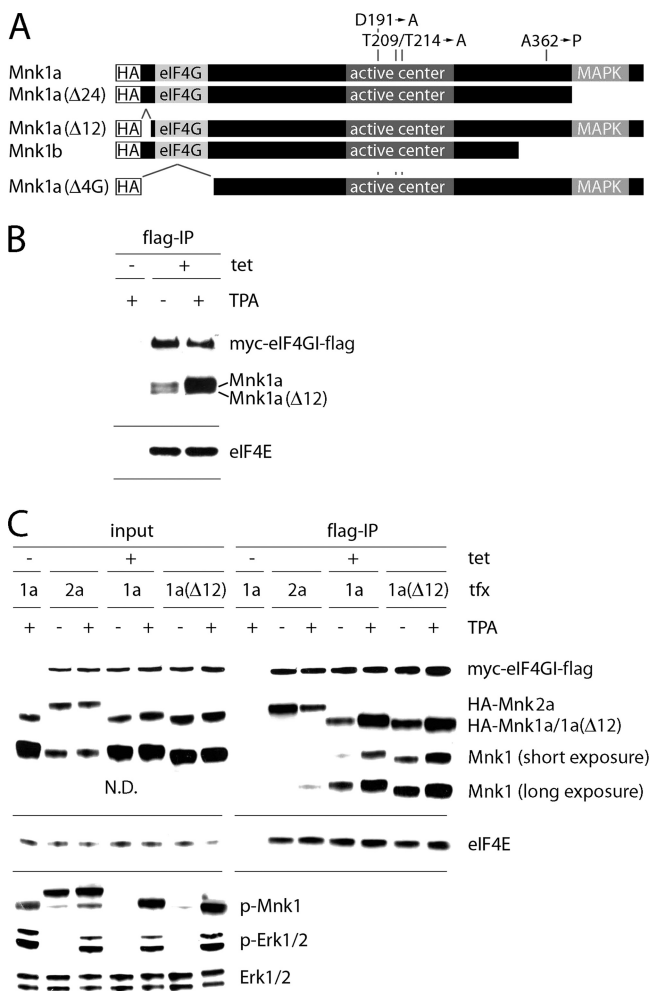 A
D191→A
T209/T214→A A362→P
Mnk1a HA eIF4G active center MAPK
Mnk1a(Δ24) HA eIF4G active center
Mnk1a(Δ12) HA eIF4G active center MAPK
Mnk1b HA eIF4G active center
Mnk1a(Δ4G) HA active center MAPK
B
flag-IP
- + tet
+ - + TPA
myc-eIF4GI-flag
Mnk1a
Mnk1a(Δ12)
eIF4E
C
input flag-IP
- + - + tet
1a 2a 1a 1a(Δ12) 1a 2a 1a 1a(Δ12) tfx
+ - + - + - + + - + - + - + TPA
myc-eIF4GI-flag
HA-Mnk2a
HA-Mnk1a/1a(Δ12)
Mnk1 (short exposure)
N.D. Mnk1 (long exposure)
eIF4E
p-Mnk1
p-Erk1/2
Erk1/2